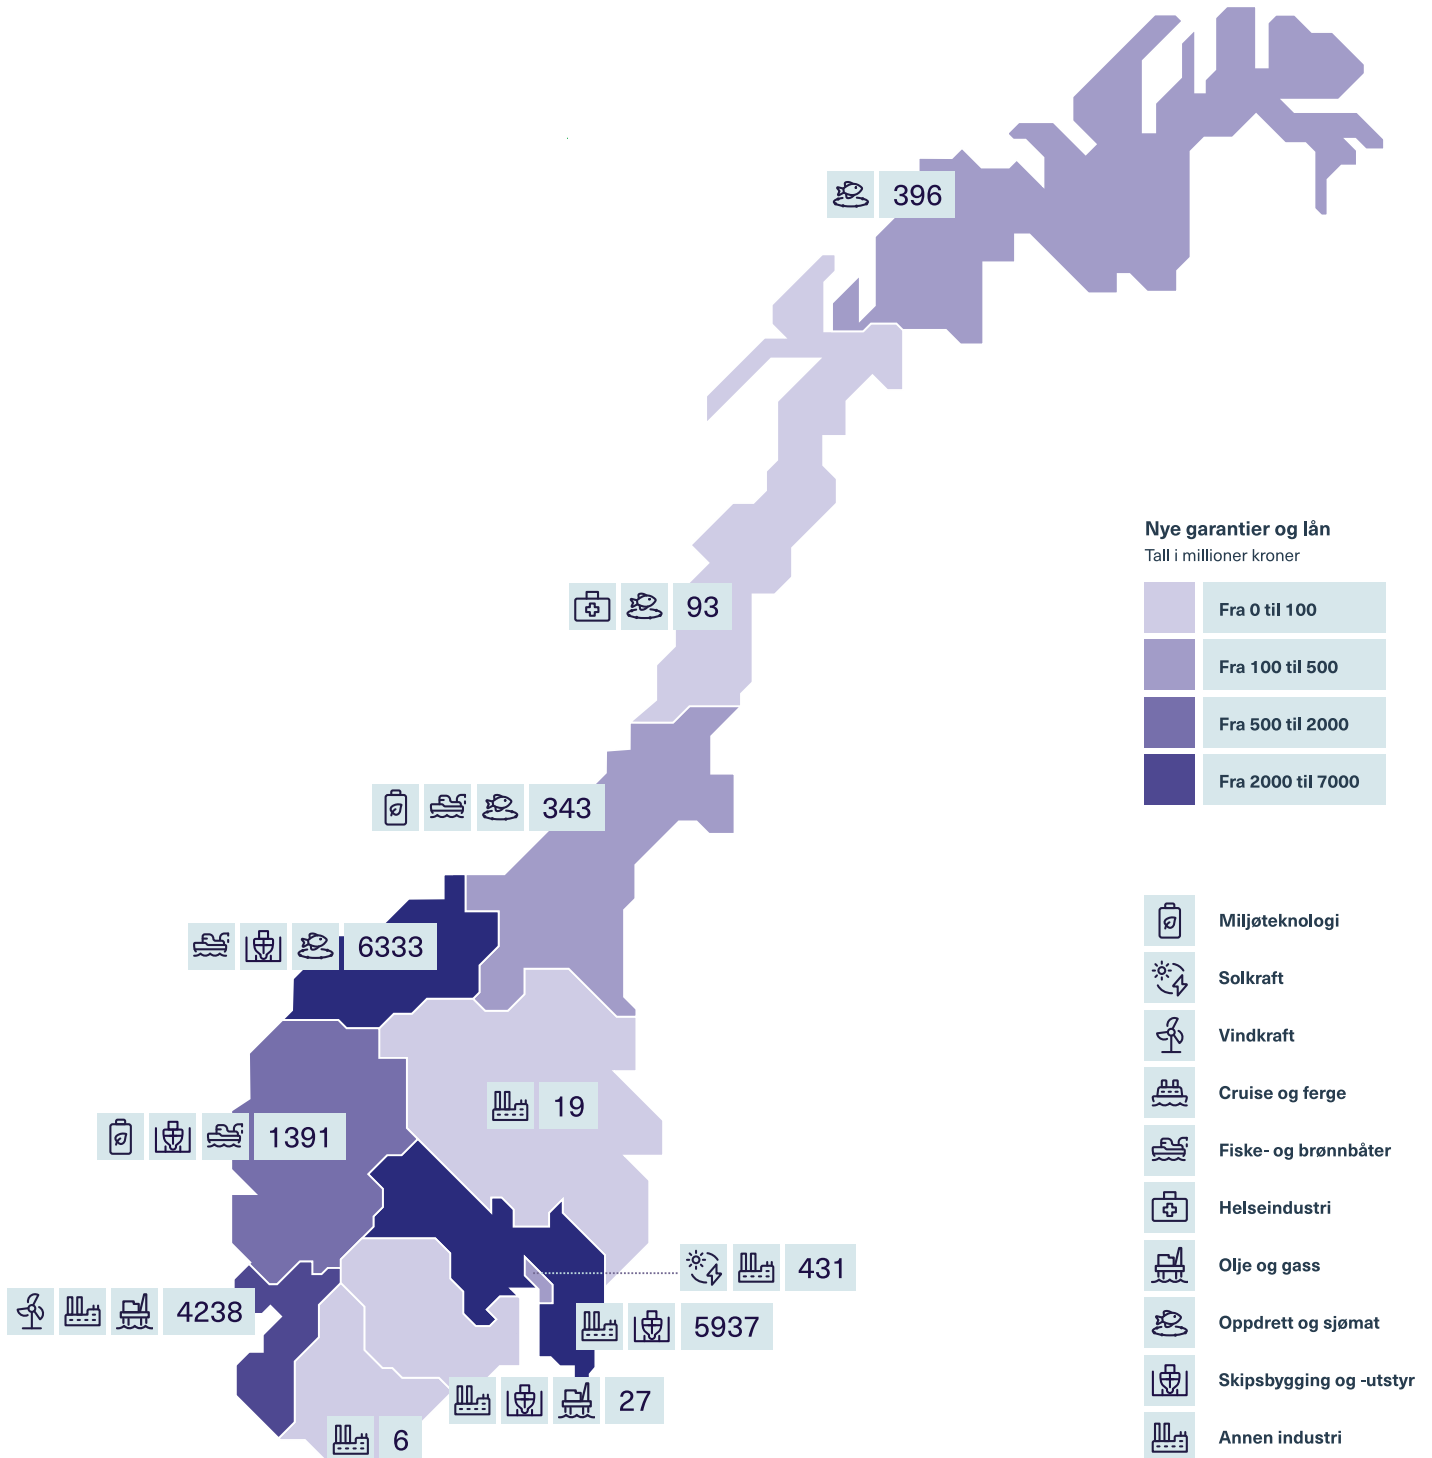 396
Nye garantier og lån
Tall i millioner kroner
Fra 0 til 100
93
Fra 100 til 500
Fra 500 til 2000
Fra 2000 til 7000
343
Miljøteknologi
6333
Solkraft
Vindkraft
Cruise og ferge
19
1391
Fiske- og brønnbåter
Helseindustri
431
Olje og gass
4238
5937
Oppdrett og sjømat
27
Skipsbygging og -utstyr
6
Annen industri